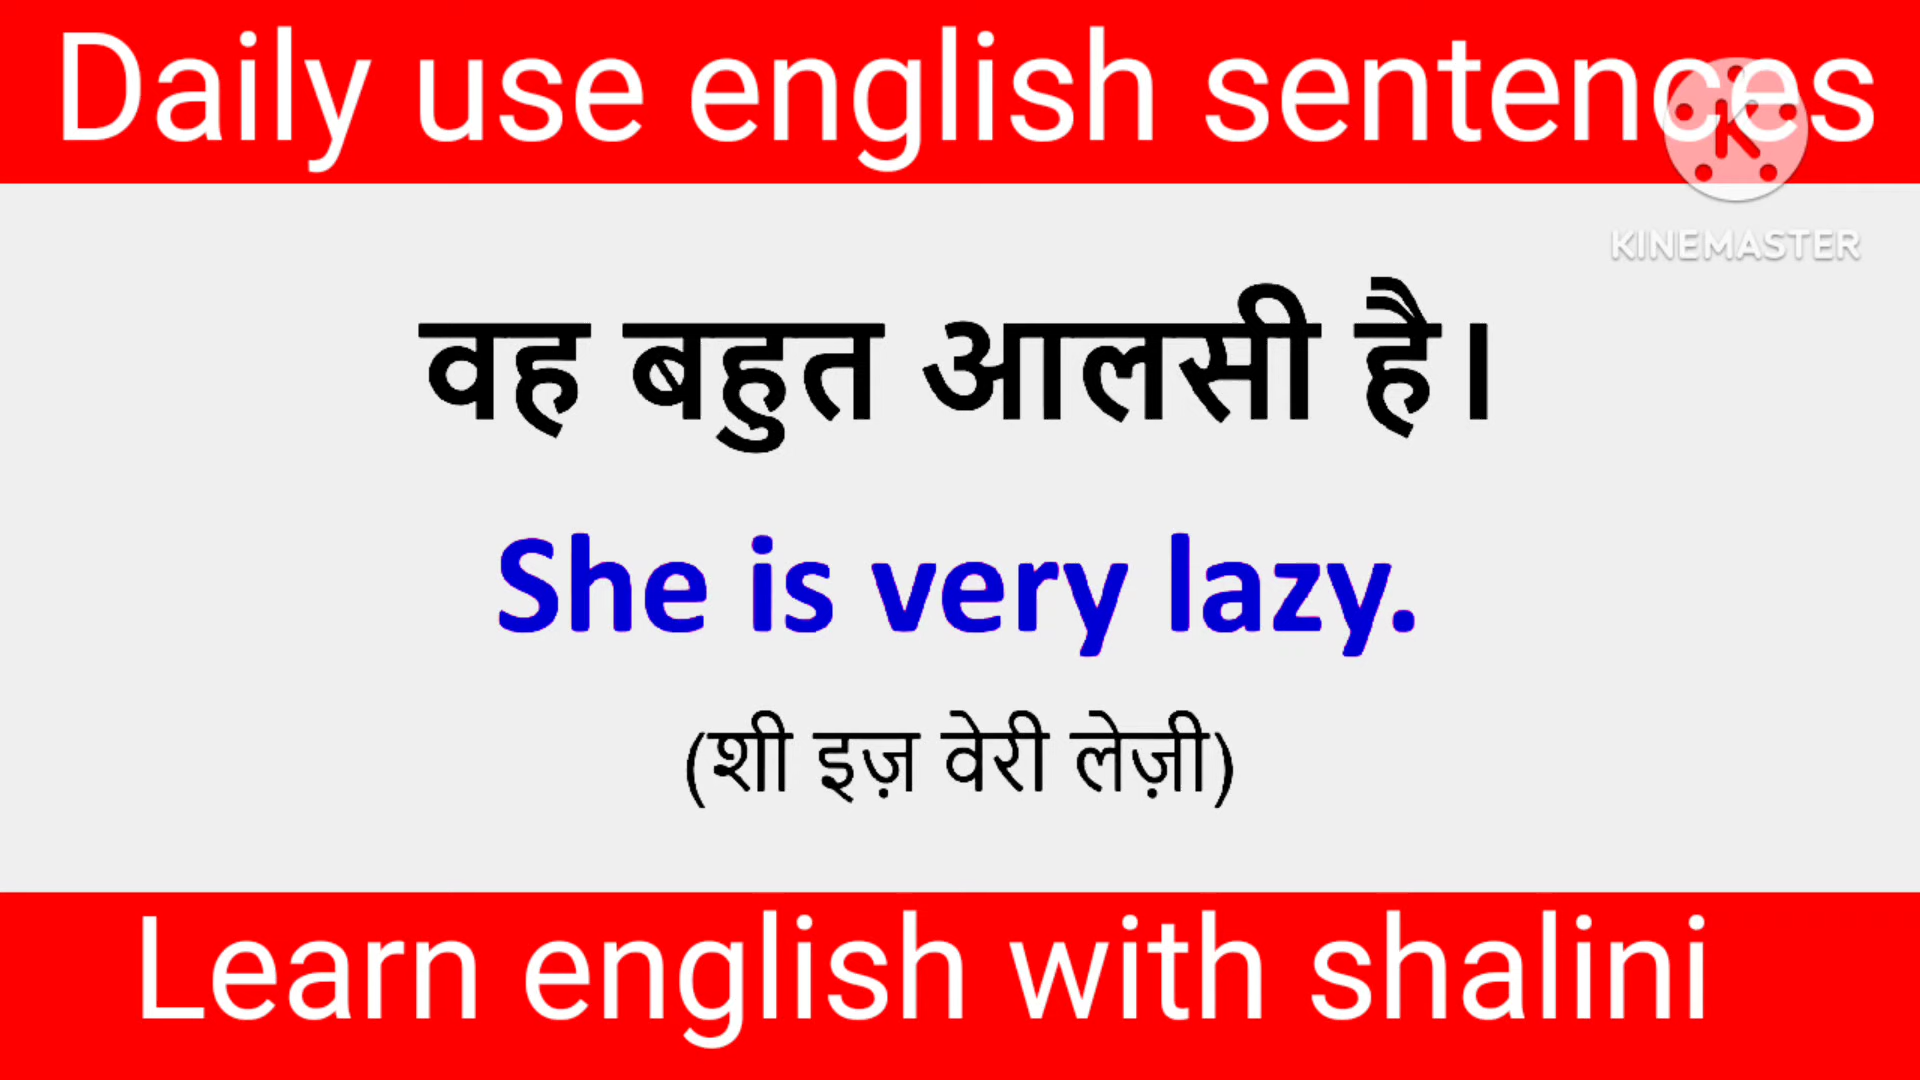 Daily use english sentences
K
KINEMASTER
वह बहुत आलसी है।
She is very lazy.
(शी इज़ वेरी लेज़ी)
Learn english with shalini